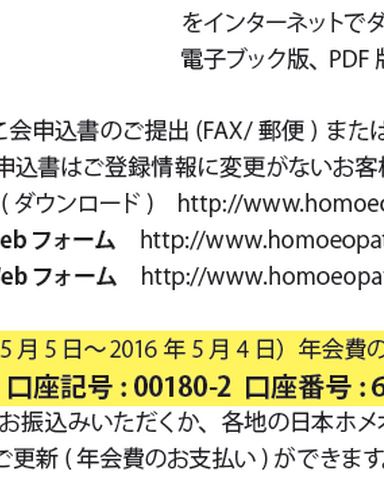 をインターネットでダ
電子ブック版、PDF 版
会申込書のご提出 (FAX/ 郵便 ) または
申込書はご登録情報に変更がないお客様
( ダウンロード )　http://www.homoeo
eb フォーム　http://www.homoeopat
eb フォーム　http://www.homoeopat
5 月 5 日〜2016 年 5 月 4 日）年会費の
口座記号 : 00180-2 口座番号 : 6
お振込みいただくか、各地の日本ホメオ
ご更新 ( 年会費のお支払い ) ができます